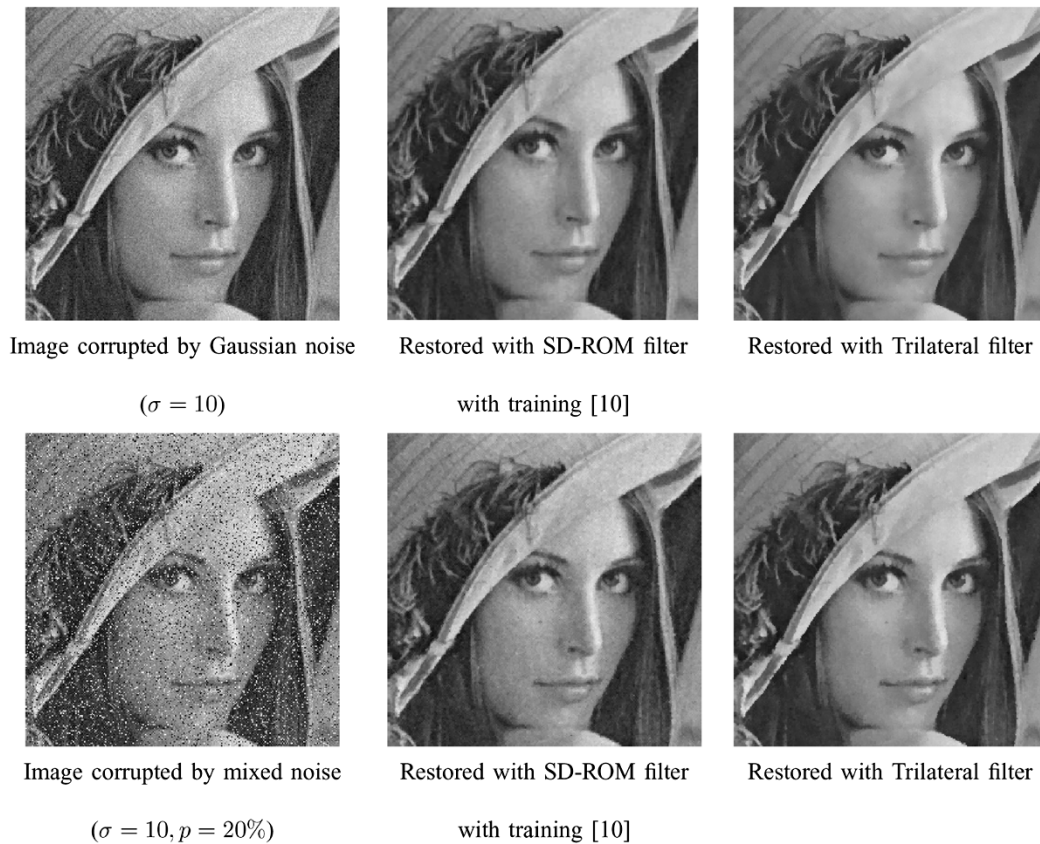 Image corrupted by Gaussian noise
(σ = 10)
Restored with SD-ROM filter
with training [10]
Restored with Trilateral filter
Image corrupted by mixed noise
(σ = 10, p = 20%)
Restored with SD-ROM filter
with training [10]
Restored with Trilateral filter